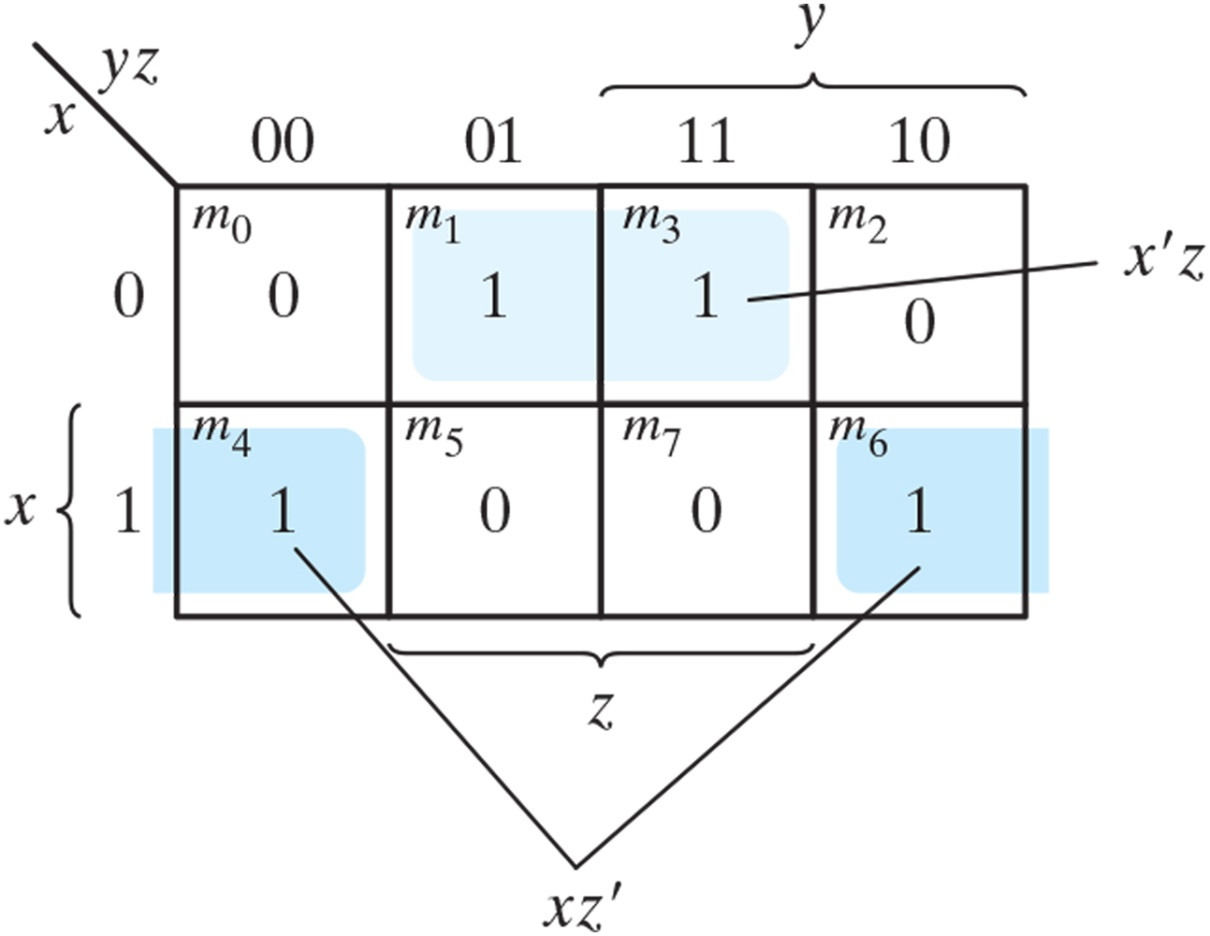 y
yz
x
00 01 11 10
m₀ m₁ m₃ m₂
x′z
0 0 1 1 0
m₄ m₅ m₇ m₆
x { 1 1 0 0 1
z
xz′